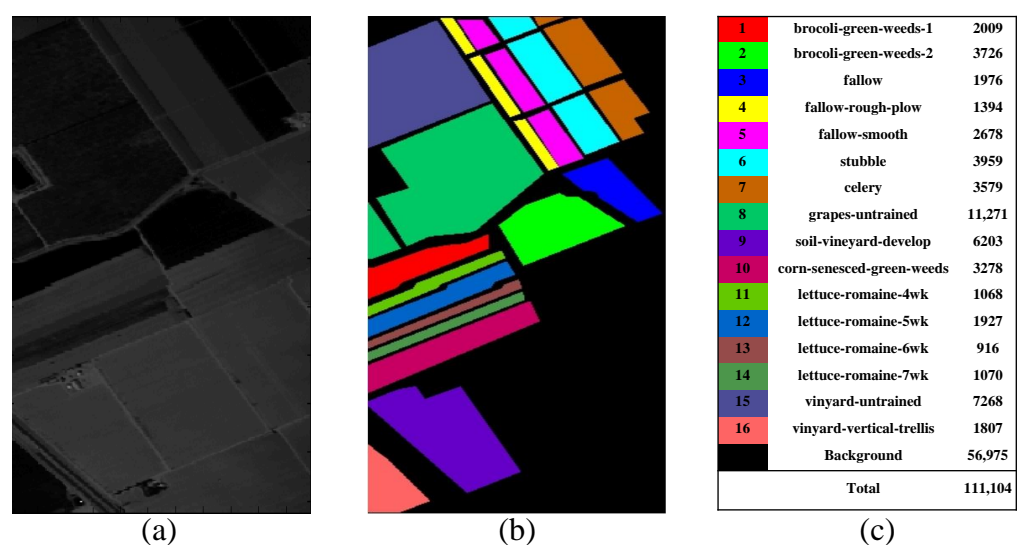 1 brocoli-green-weeds-1 2009
2 brocoli-green-weeds-2 3726
3 fallow 1976
4 fallow-rough-plow 1394
5 fallow-smooth 2678
6 stubble 3959
7 celery 3579
8 grapes-untrained 11,271
9 soil-vineyard-develop 6203
10 corn-senesced-green-weeds 3278
11 lettuce-romaine-4wk 1068
12 lettuce-romaine-5wk 1927
13 lettuce-romaine-6wk 916
14 lettuce-romaine-7wk 1070
15 vinyard-untrained 7268
16 vinyard-vertical-trellis 1807
Background 56,975
Total 111,104
(a) (b) (c)